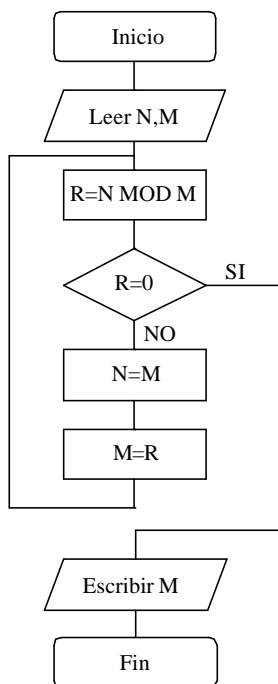 Inicio
Leer N,M
R=N MOD M
R=0
SI
NO
N=M
M=R
Escribir M
Fin